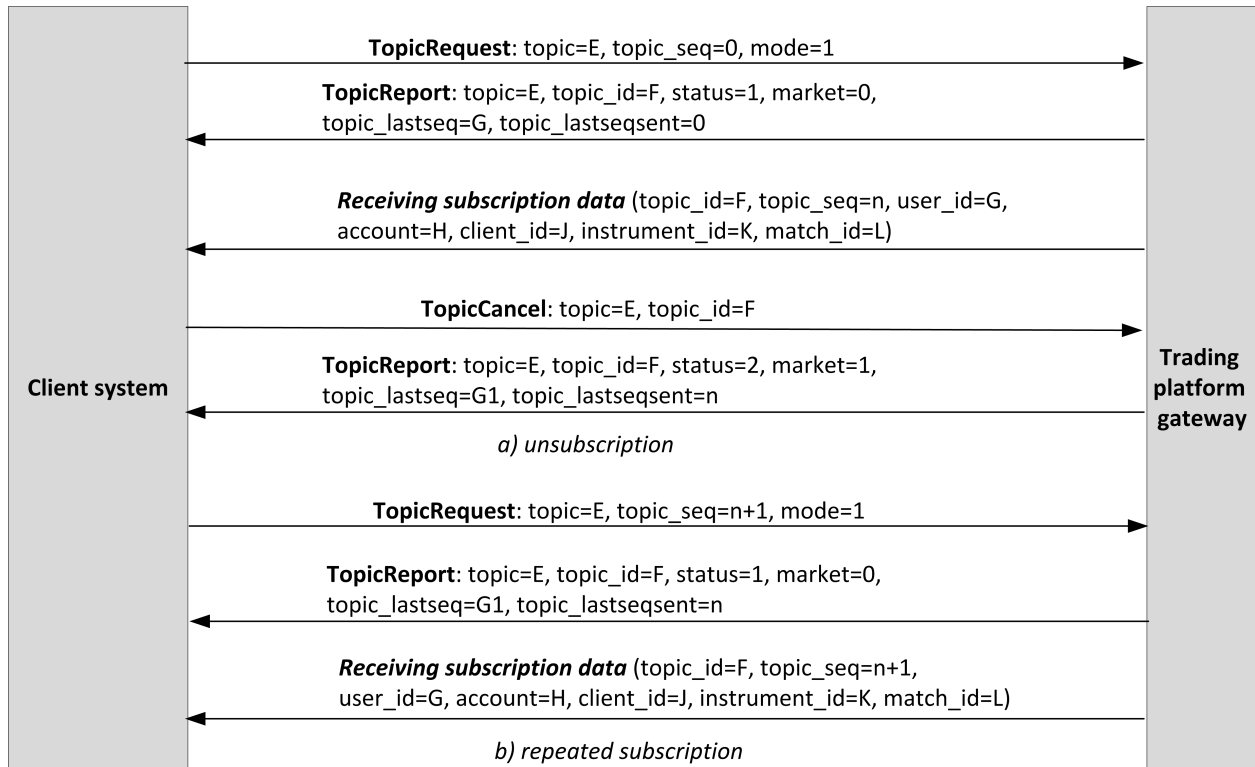 TopicRequest: topic=E, topic_seq=0, mode=1
TopicReport: topic=E, topic_id=F, status=1, market=0,
topic_lastseq=G, topic_lastseqsent=0
Receiving subscription data (topic_id=F, topic_seq=n, user_id=G,
account=H, client_id=J, instrument_id=K, match_id=L)
TopicCancel: topic=E, topic_id=F
TopicReport: topic=E, topic_id=F, status=2, market=1,
topic_lastseq=G1, topic_lastseqsent=n
Client system
Trading
platform
gateway
a) unsubscription
TopicRequest: topic=E, topic_seq=n+1, mode=1
TopicReport: topic=E, topic_id=F, status=1, market=0,
topic_lastseq=G1, topic_lastseqsent=n
Receiving subscription data (topic_id=F, topic_seq=n+1,
user_id=G, account=H, client_id=J, instrument_id=K, match_id=L)
b) repeated subscription